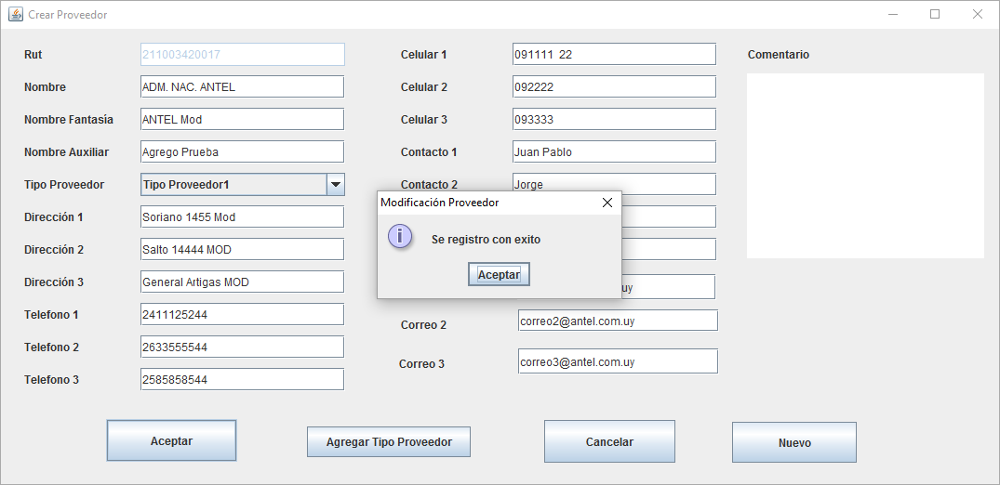 Crear Proveedor
Rut 211003420017
Nombre ADM. NAC. ANTEL
Nombre Fantasía ANTEL Mod
Nombre Auxiliar Agrego Prueba
Tipo Proveedor Tipo Proveedor1
Dirección 1 Soriano 1455 Mod
Dirección 2 Salto 14444 MOD
Dirección 3 General Artigas MOD
Telefono 1 2411125244
Telefono 2 2633555544
Telefono 3 2585858544
Celular 1 091111 22
Celular 2 092222
Celular 3 093333
Contacto 1 Juan Pablo
Contacto 2 Jorge
Modificación Proveedor
Se registro con exito
Aceptar
uy
Correo 2 correo2@antel.com.uy
Correo 3 correo3@antel.com.uy
Comentario
Aceptar
Agregar Tipo Proveedor
Cancelar
Nuevo